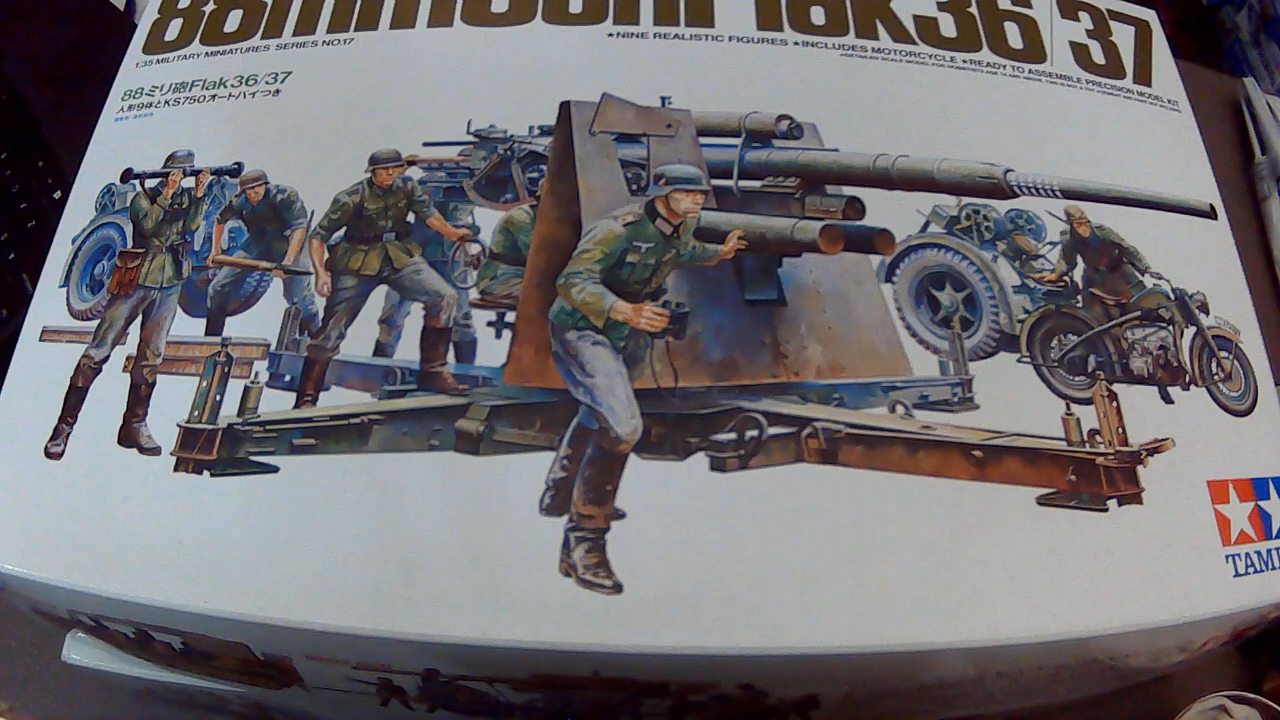 88mm Gun Flak36/37
1/35 MILITARY MINIATURES SERIES NO.17
★NINE REALISTIC FIGURES ★INCLUDES MOTORCYCLE ★READY TO ASSEMBLE PRECISION MODEL KIT
88ミリ砲Flak36/37
人形9体とKS750オートバイつき
TAMI